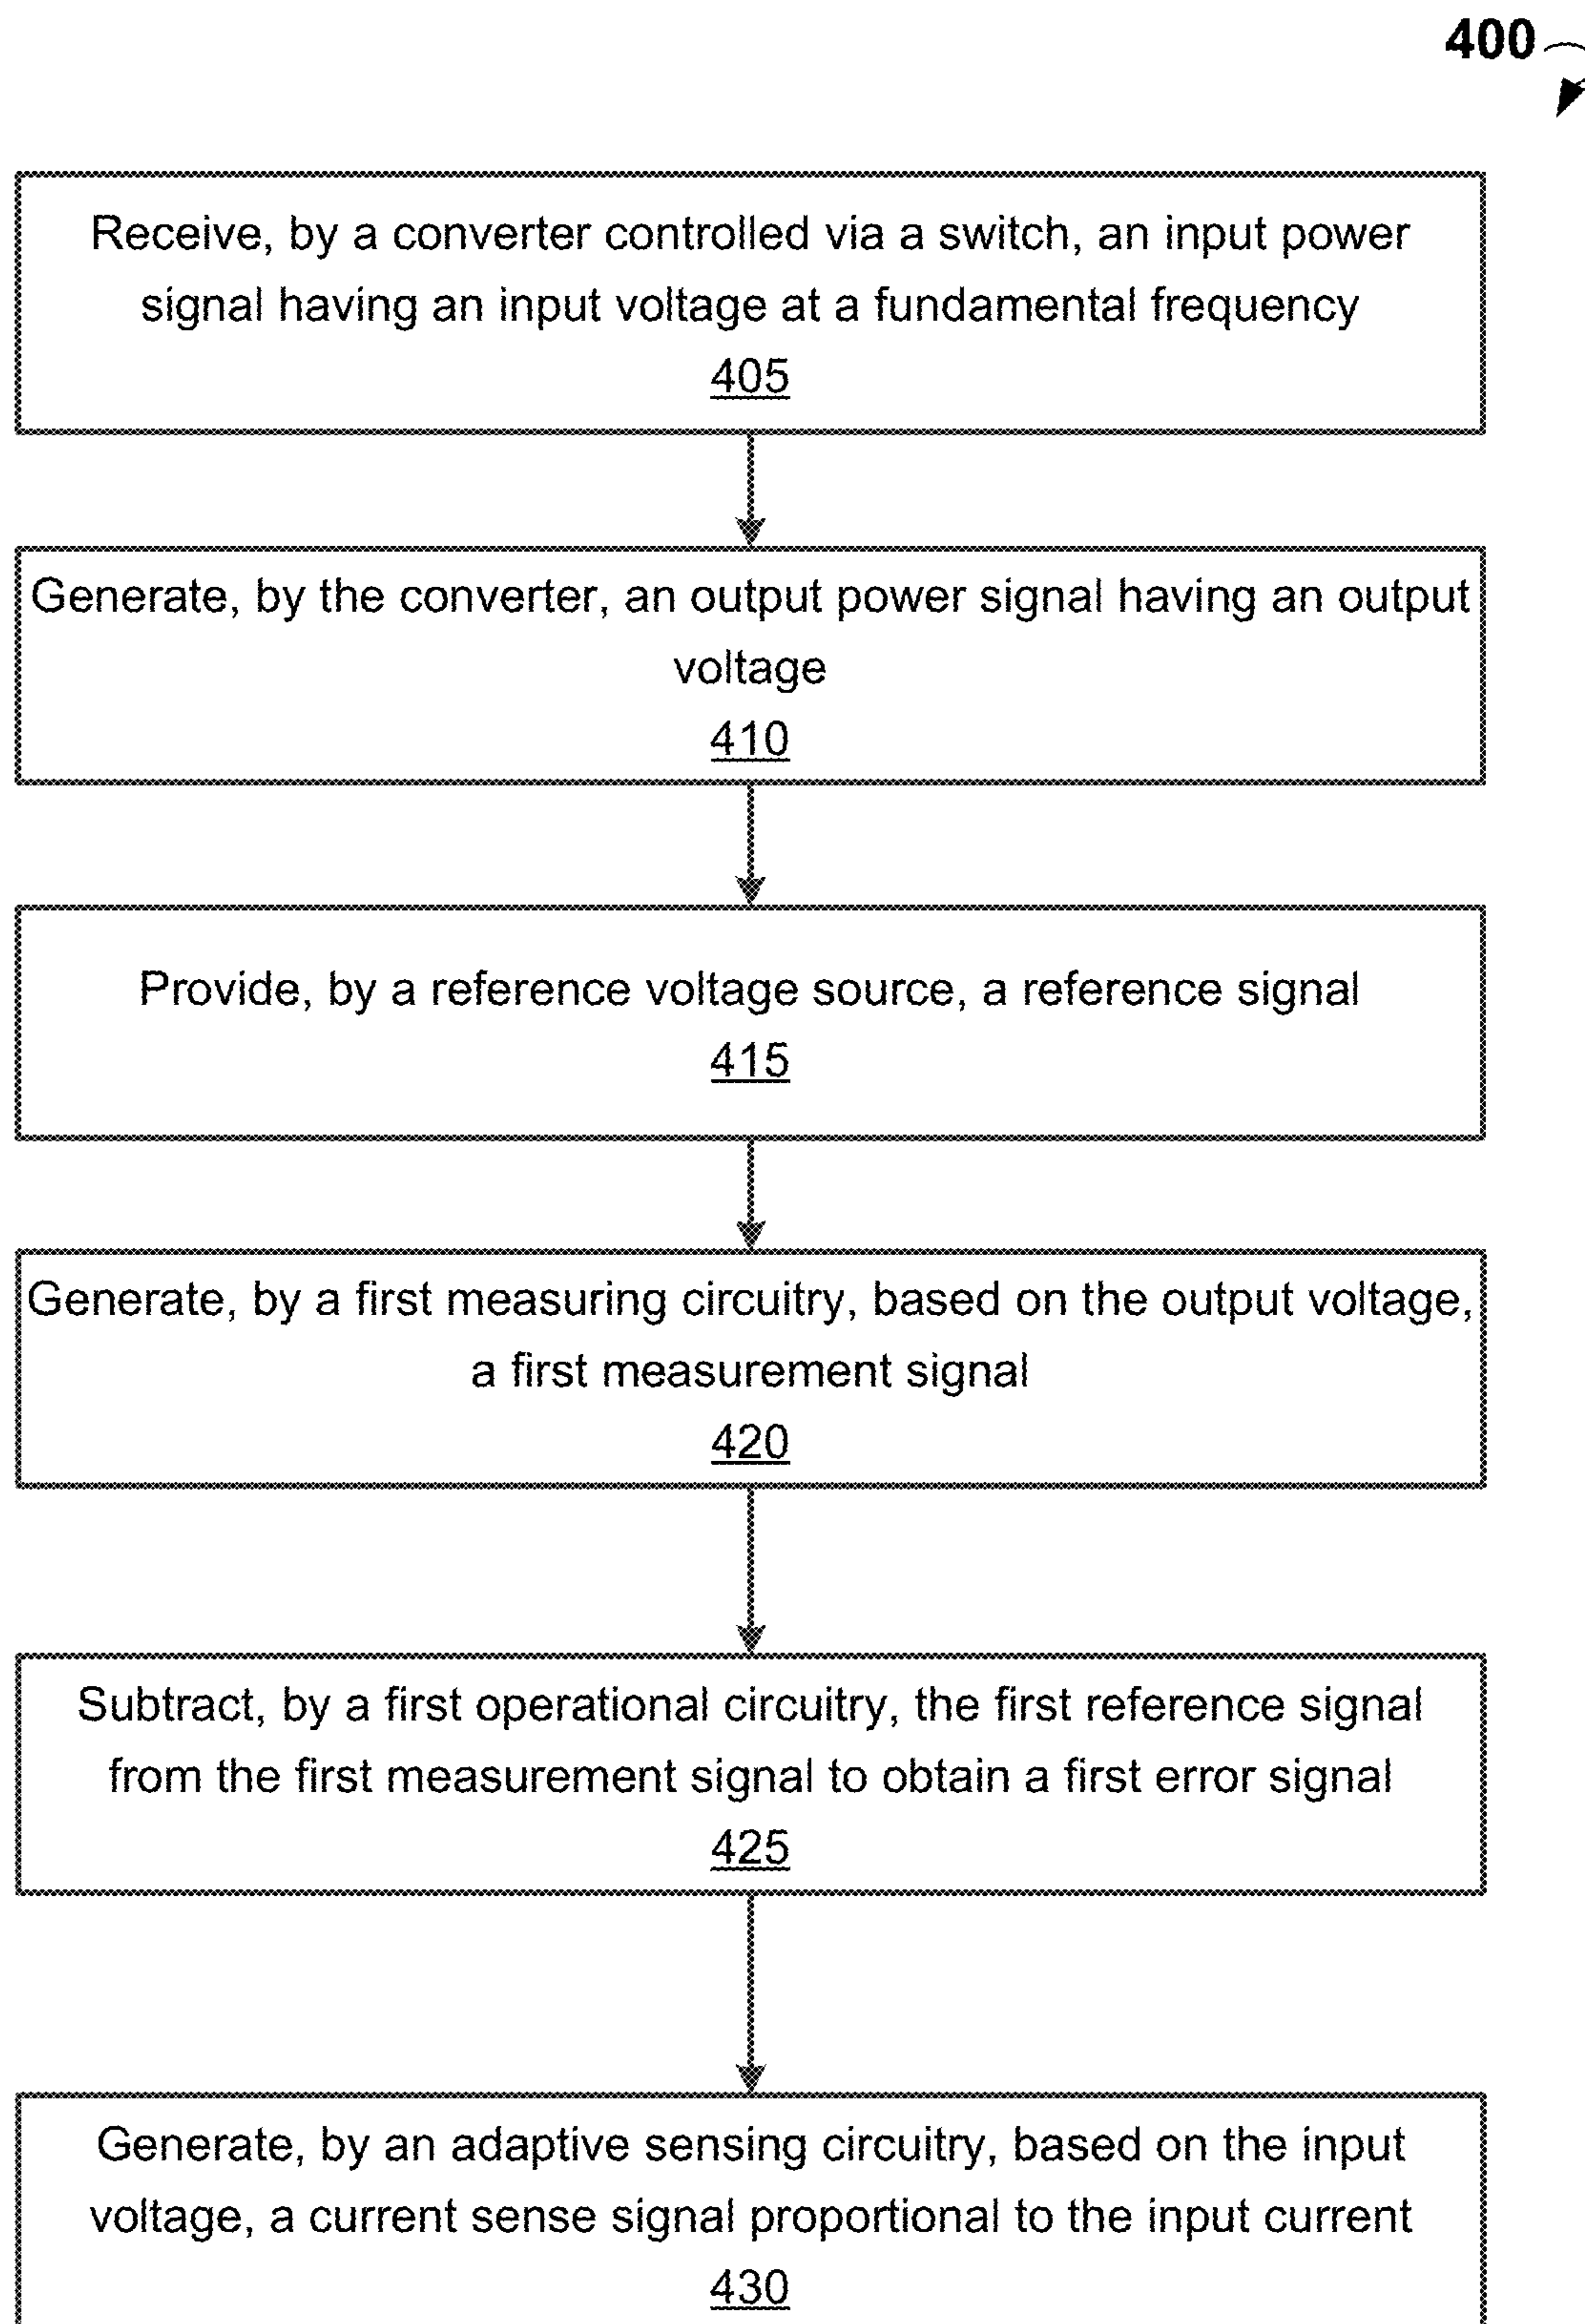 400
Receive, by a converter controlled via a switch, an input power
signal having an input voltage at a fundamental frequency
405
Generate, by the converter, an output power signal having an output
voltage
410
Provide, by a reference voltage source, a reference signal
415
Generate, by a first measuring circuitry, based on the output voltage,
a first measurement signal
420
Subtract, by a first operational circuitry, the first reference signal
from the first measurement signal to obtain a first error signal
425
Generate, by an adaptive sensing circuitry, based on the input
voltage, a current sense signal proportional to the input current
430